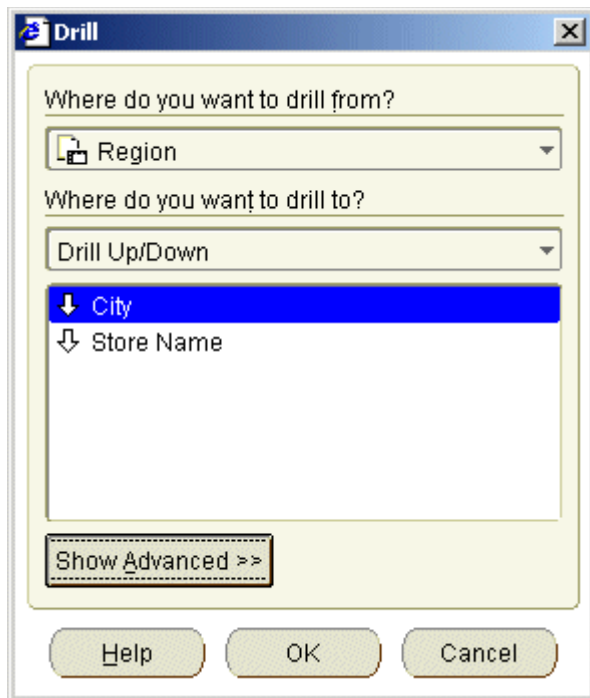 Drill
Where do you want to drill from?
Region
Where do you want to drill to?
Drill Up/Down
City
Store Name
Show Advanced >>
Help OK Cancel